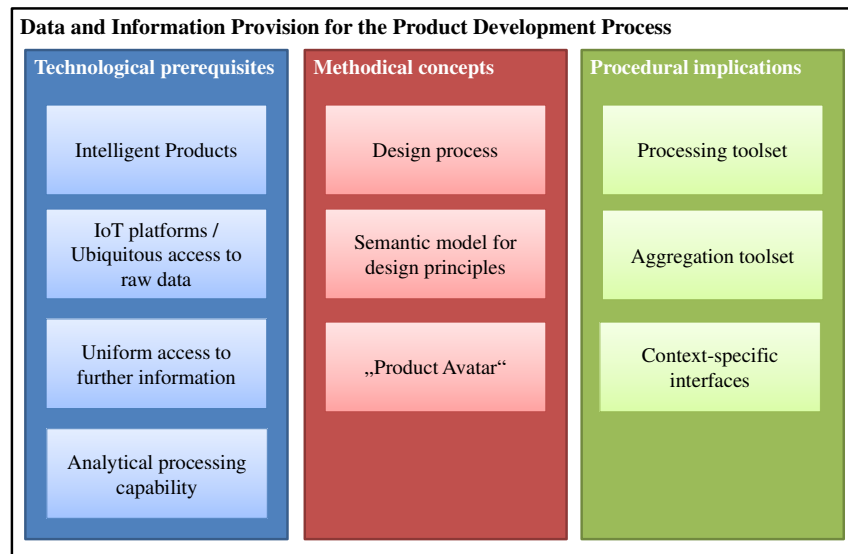 Data and Information Provision for the Product Development Process
Technological prerequisites
Intelligent Products
IoT platforms /
Ubiquitous access to
raw data
Uniform access to
further information
Analytical processing
capability
Methodical concepts
Design process
Semantic model for
design principles
„Product Avatar“
Procedural implications
Processing toolset
Aggregation toolset
Context-specific
interfaces